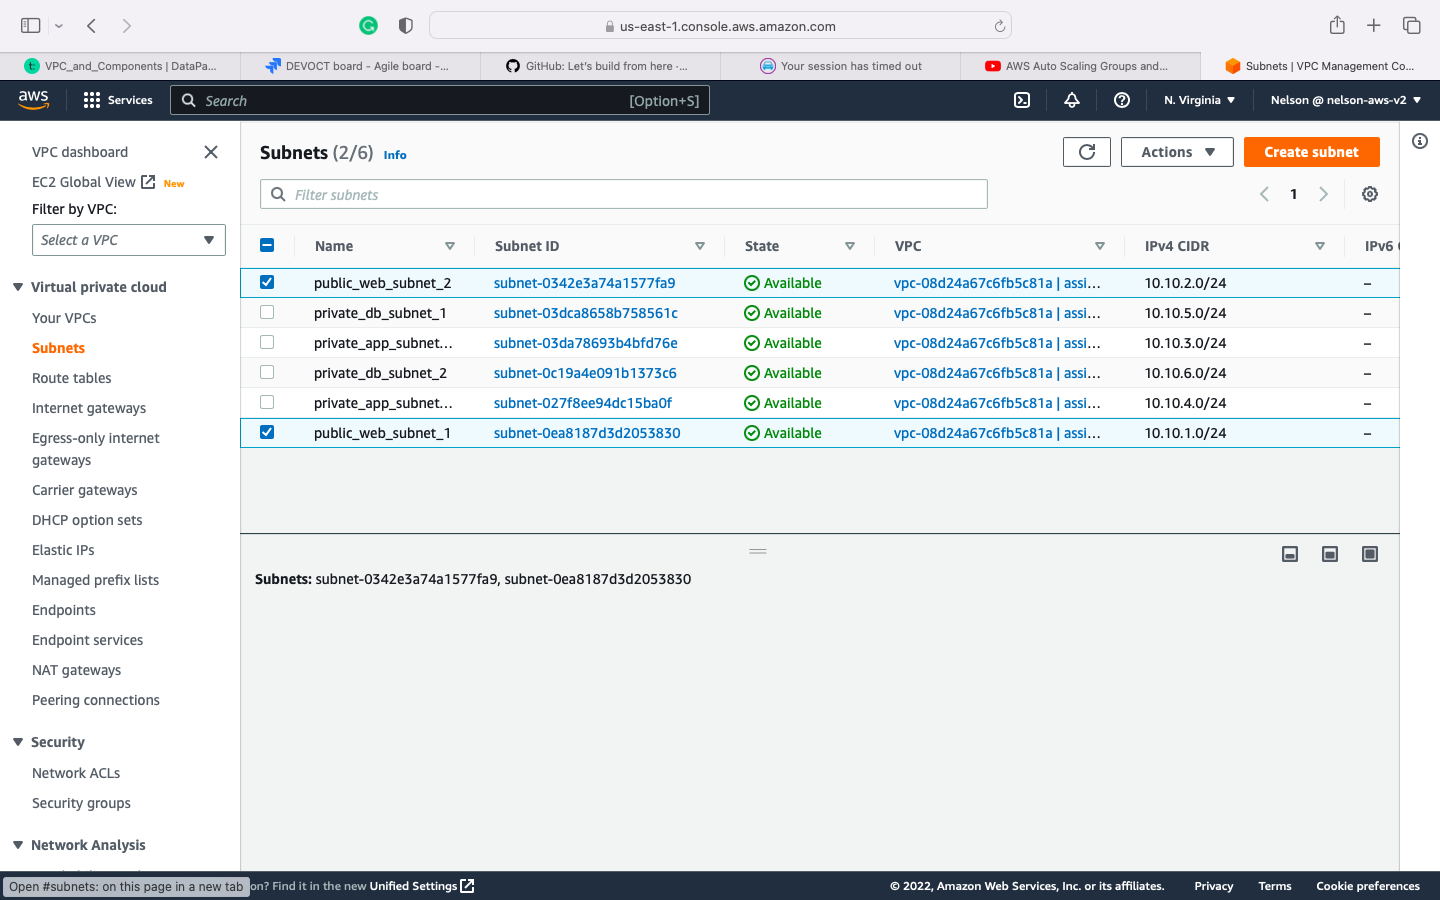 us-east-1.console.aws.amazon.com
VPC_and_Components | DataPa...
DEVOCT board - Agile board -...
GitHub: Let's build from here ·...
Your session has timed out
AWS Auto Scaling Groups and...
Subnets | VPC Management Co...
aws
Services
Search
[Option+S]
N. Virginia
Nelson @ nelson-aws-v2
VPC dashboard
EC2 Global View New
Filter by VPC:
Select a VPC
Virtual private cloud
Your VPCs
Subnets
Route tables
Internet gateways
Egress-only internet
gateways
Carrier gateways
DHCP option sets
Elastic IPs
Managed prefix lists
Endpoints
Endpoint services
NAT gateways
Peering connections
Security
Network ACLs
Security groups
Network Analysis
Subnets (2/6) Info
Actions
Create subnet
Filter subnets
1
Name Subnet ID State VPC IPv4 CIDR IPv6
public_web_subnet_2 subnet-0342e3a74a1577fa9 Available vpc-08d24a67c6fb5c81a | assi... 10.10.2.0/24 –
private_db_subnet_1 subnet-03dca8658b758561c Available vpc-08d24a67c6fb5c81a | assi... 10.10.5.0/24 –
private_app_subnet... subnet-03da78693b4bfd76e Available vpc-08d24a67c6fb5c81a | assi... 10.10.3.0/24 –
private_db_subnet_2 subnet-0c19a4e091b1373c6 Available vpc-08d24a67c6fb5c81a | assi... 10.10.6.0/24 –
private_app_subnet... subnet-027f8ee94dc15ba0f Available vpc-08d24a67c6fb5c81a | assi... 10.10.4.0/24 –
public_web_subnet_1 subnet-0ea8187d3d2053830 Available vpc-08d24a67c6fb5c81a | assi... 10.10.1.0/24 –
Subnets: subnet-0342e3a74a1577fa9, subnet-0ea8187d3d2053830
Open #subnets: on this page in a new tab
on? Find it in the new Unified Settings
© 2022, Amazon Web Services, Inc. or its affiliates.
Privacy
Terms
Cookie preferences